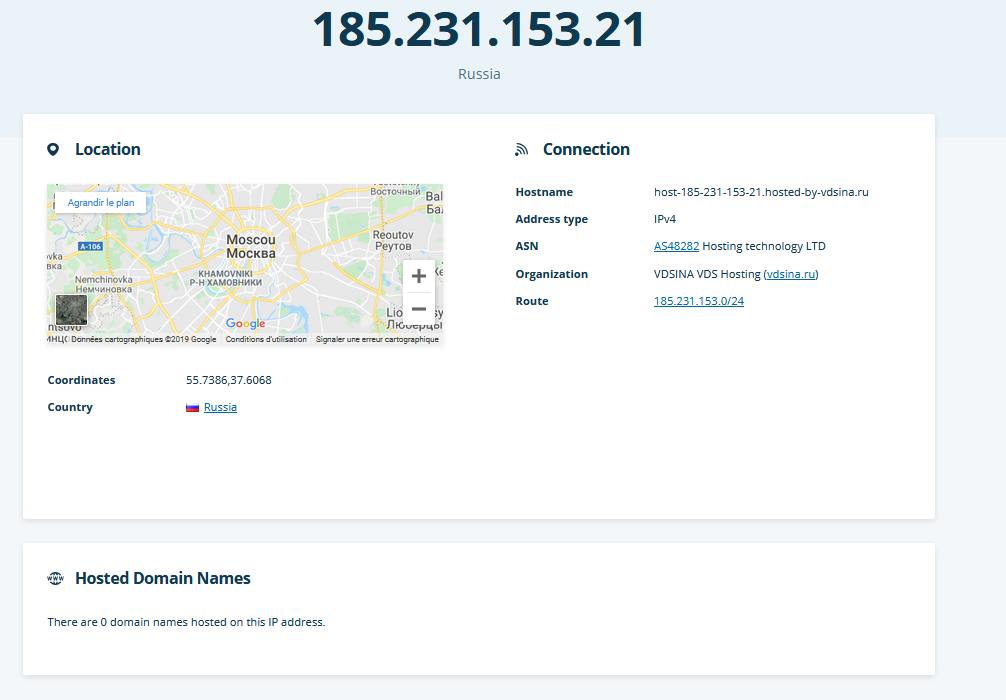 185.231.153.21
Russia
Location
Agrandir le plan
Восточный
Bal
Ба
A-106
Moscou
Москва
Reoutov
Реутов
KHAMOVNIKI
Р-Н ХАМОВНИКИ
Nemchinovka
Немчиновка
Google
Données cartographiques ©2019 Google
Conditions d'utilisation
Signaler une erreur cartographique
Coordinates 55.7386,37.6068
Country Russia
Connection
Hostname host-185-231-153-21.hosted-by-vdsina.ru
Address type IPv4
ASN AS48282 Hosting technology LTD
Organization VDSINA VDS Hosting (vdsina.ru)
Route 185.231.153.0/24
www Hosted Domain Names
There are 0 domain names hosted on this IP address.